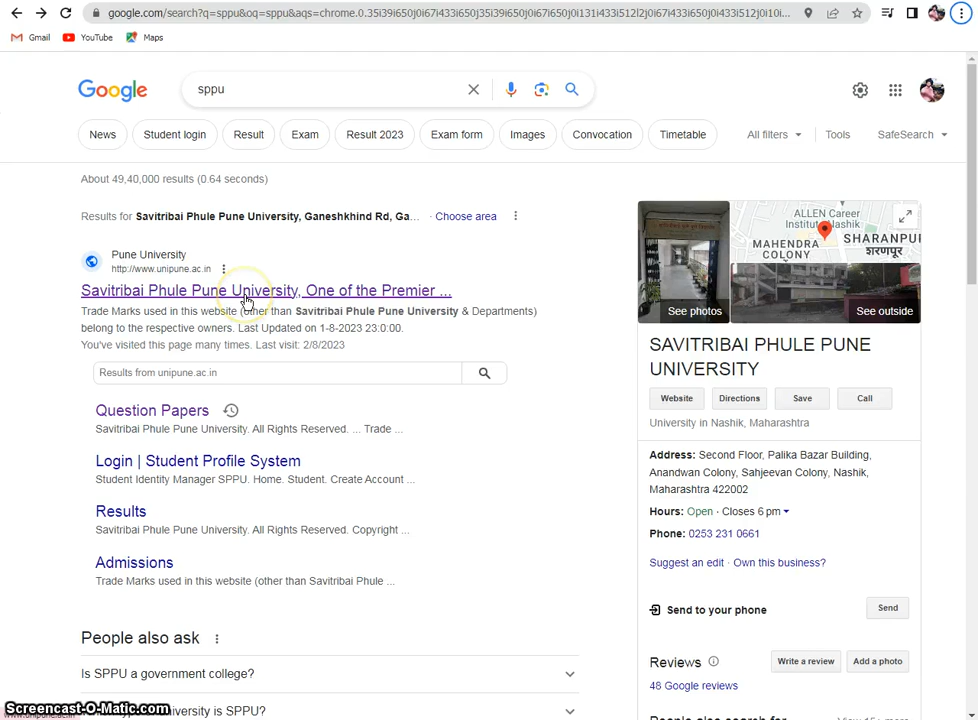 google.com/search?q=sppu&oq=sppu&aqs=chrome.0.35i39i650j0i67i433i650j35i39i650j0i67i650j0i131i433i512l2j0i67i433i650j0i433i512j0i10i...
Gmail YouTube Maps
Google sppu
News Student login Result Exam Result 2023 Exam form Images Convocation Timetable All filters Tools SafeSearch
About 49,40,000 results (0.64 seconds)
Results for Savitribai Phule Pune University, Ganeshkhind Rd, Ga... · Choose area
Pune University
http://www.unipune.ac.in
Savitribai Phule Pune University, One of the Premier ...
Trade Marks used in this website (other than Savitribai Phule Pune University & Departments)
belong to the respective owners. Last Updated on 1-8-2023 23:0:00.
You've visited this page many times. Last visit: 2/8/2023
Results from unipune.ac.in
Question Papers
Savitribai Phule Pune University. All Rights Reserved. ... Trade ...
Login | Student Profile System
Student Identity Manager SPPU. Home. Student. Create Account ...
Results
Savitribai Phule Pune University. All Rights Reserved. Copyright ...
Admissions
Trade Marks used in this website (other than Savitribai Phule ...
People also ask
Is SPPU a government college?
University is SPPU?
Screencast-O-Matic.com
www.unipune.ac.in
ALLEN Career
Institute Nashik
MAHENDRA
COLONY
SHARANPU
शरणपूर
See photos
See outside
SAVITRIBAI PHULE PUNE
UNIVERSITY
Website Directions Save Call
University in Nashik, Maharashtra
Address: Second Floor, Palika Bazar Building,
Anandwan Colony, Sahjeevan Colony, Nashik,
Maharashtra 422002
Hours: Open · Closes 6 pm
Phone: 0253 231 0661
Suggest an edit · Own this business?
Send to your phone Send
Reviews Write a review Add a photo
48 Google reviews